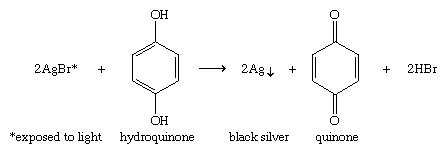 OH O
2AgBr* + ⟶ 2Ag↓ + + 2HBr
OH O
*exposed to light hydroquinone black silver quinone